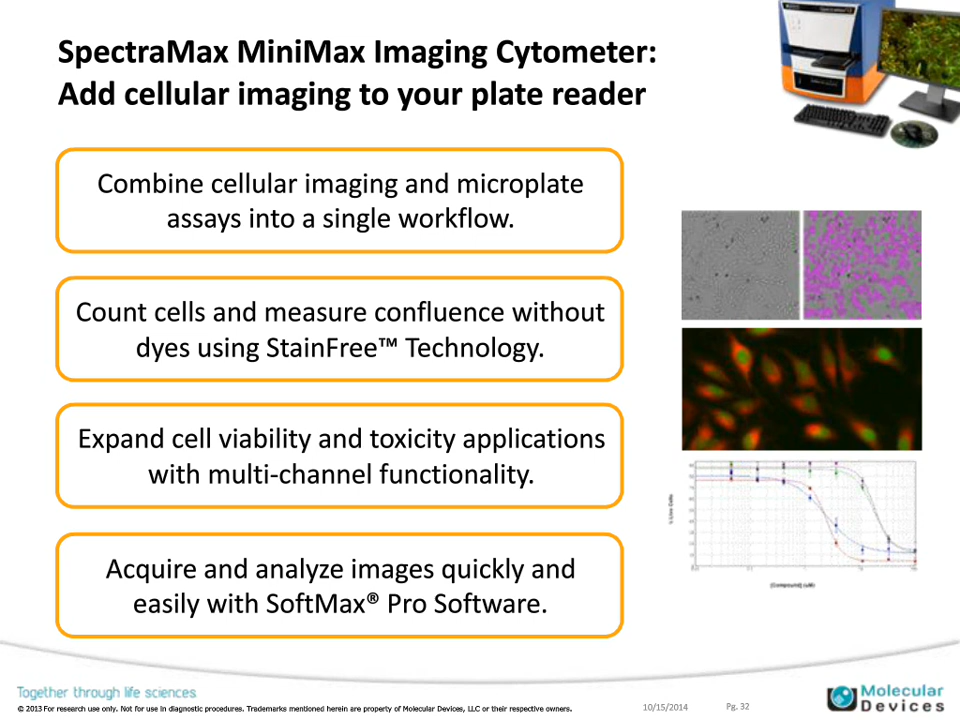 SpectraMax MiniMax Imaging Cytometer:
Add cellular imaging to your plate reader
Combine cellular imaging and microplate
assays into a single workflow.
Count cells and measure confluence without
dyes using StainFree™ Technology.
Expand cell viability and toxicity applications
with multi-channel functionality.
Acquire and analyze images quickly and
easily with SoftMax® Pro Software.
% Live Cells
[Compound] (uM)
Together through life sciences
© 2013 For research use only. Not for use in diagnostic procedures. Trademarks mentioned herein are property of Molecular Devices, LLC or their respective owners.
10/15/2014
Pg. 32
Molecular
Devices